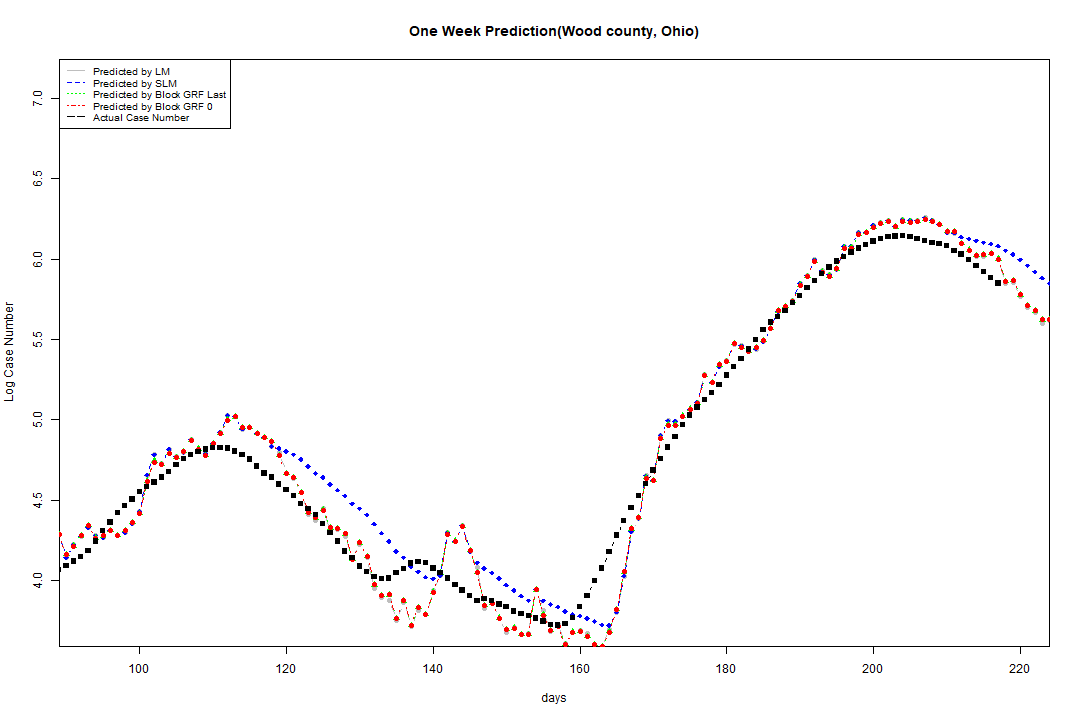 One Week Prediction(Wood county, Ohio)
Predicted by LM
Predicted by SLM
Predicted by Block GRF Last
Predicted by Block GRF 0
Actual Case Number
7.0
6.5
6.0
5.5
5.0
4.5
4.0
Log Case Number
100 120 140 160 180 200 220
days